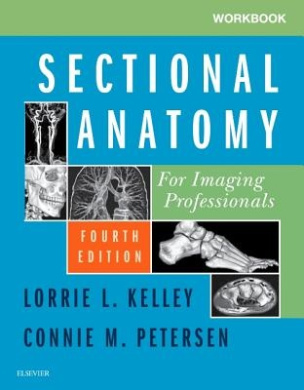 WORKBOOK
SECTIONAL
ANATOMY
For Imaging
Professionals
FOURTH
EDITION
LORRIE L. KELLEY
CONNIE M. PETERSEN
ELSEVIER